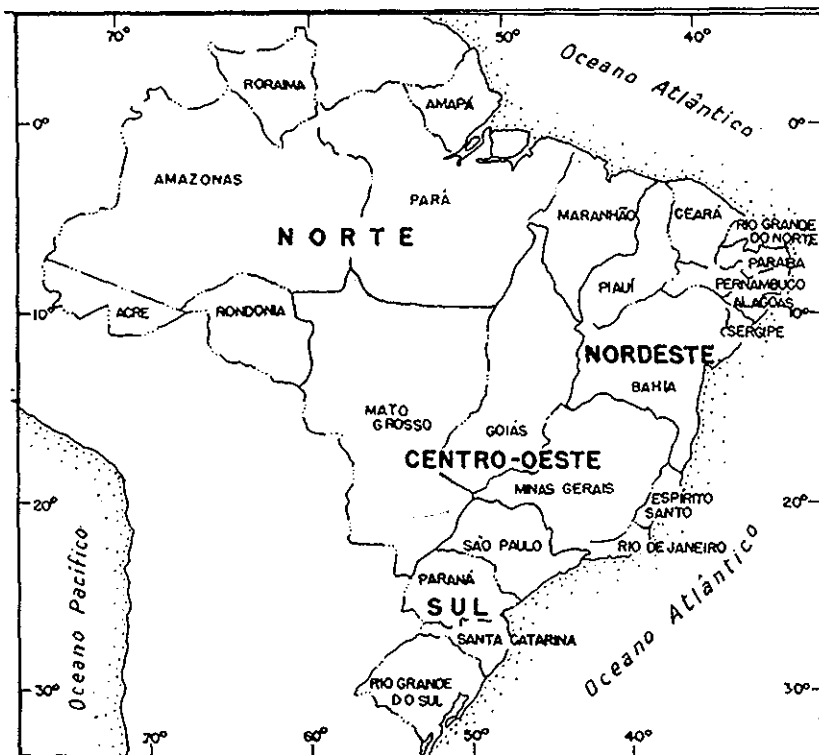 70°
50°
40°
Oceano Atlântico
RORAIMA
AMAPÁ
0°
0°
AMAZONAS
PARÁ
MARANHÃO
CEARÁ
RIO GRANDE
DO NORTE
NORTE
PARABA
PIAUÍ
PERNAMBUCO
ALAGOAS
10°
ACRE
RONDONIA
10°
SERGIPE
NORDESTE
BAHIA
MATO
GROSSO
GOIÁS
CENTRO-OESTE
MINAS GERAIS
ESPÍRITO
SANTO
20°
20°
SÃO PAULO
RIO DE JANEIRO
PARANÁ
SUL
SANTA CATARINA
Oceano Pacífico
Oceano Atlântico
RIO GRANDE
DO SUL
30°
30°
70°
60°
50°
40°